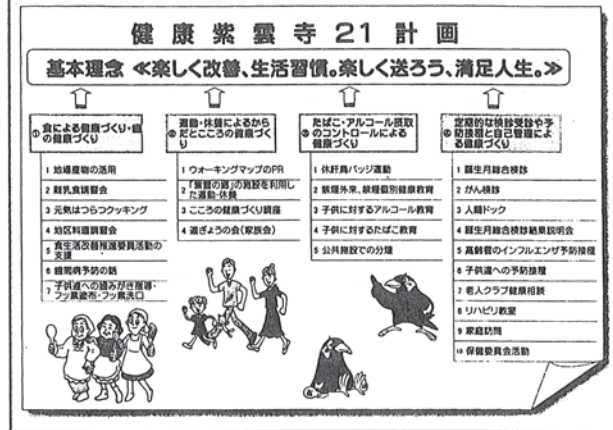 健康紫雲寺21計画
基本理念 ≪楽しく改善、生活習慣。楽しく送ろう、満足人生。≫
① 食による健康づくり・歯
の健康づくり
1 地場産物の活用
2 離乳食講習会
3 元気はつらつクッキング
4 地区料理講習会
5 食生活改善推進委員活動の
支援
6 歯周病予防の話
7 子供達への歯みがき指導・
フッ素塗布・フッ素洗口
② 運動・休養によるから
だとこころの健康づく
り
1 ウォーキングマップのPR
2 「紫雲の郷」の施設を利用し
た運動・休養
3 こころの健康づくり講座
4 過ぎょうの会(家族会)
③ たばこ・アルコール摂取
のコントロールによる
健康づくり
1 休肝鳥バッジ運動
2 禁煙外来、禁煙個別健康教育
3 子供に対するアルコール教育
4 子供に対するたばこ教育
5 公共施設での分煙
④ 定期的な検診受診や予
防接種と自己管理によ
る健康づくり
1 誕生月総合検診
2 がん検診
3 人間ドック
4 誕生月総合検診結果説明会
5 高齢者のインフルエンザ予防接種
6 子供達への予防接種
7 老人クラブ健康相談
8 リハビリ教室
9 家庭訪問
10 保健委員会活動